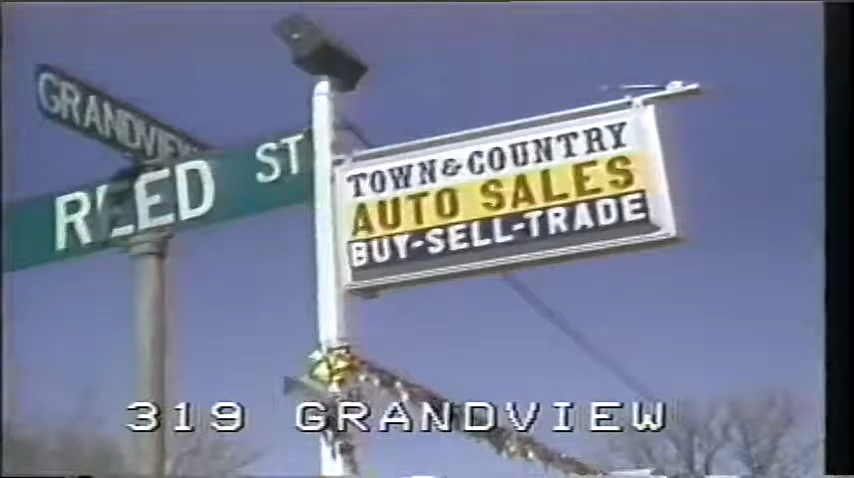 GRANDVIEW
REED ST
TOWN & COUNTRY
AUTO SALES
BUY-SELL-TRADE
319 GRANDVIEW